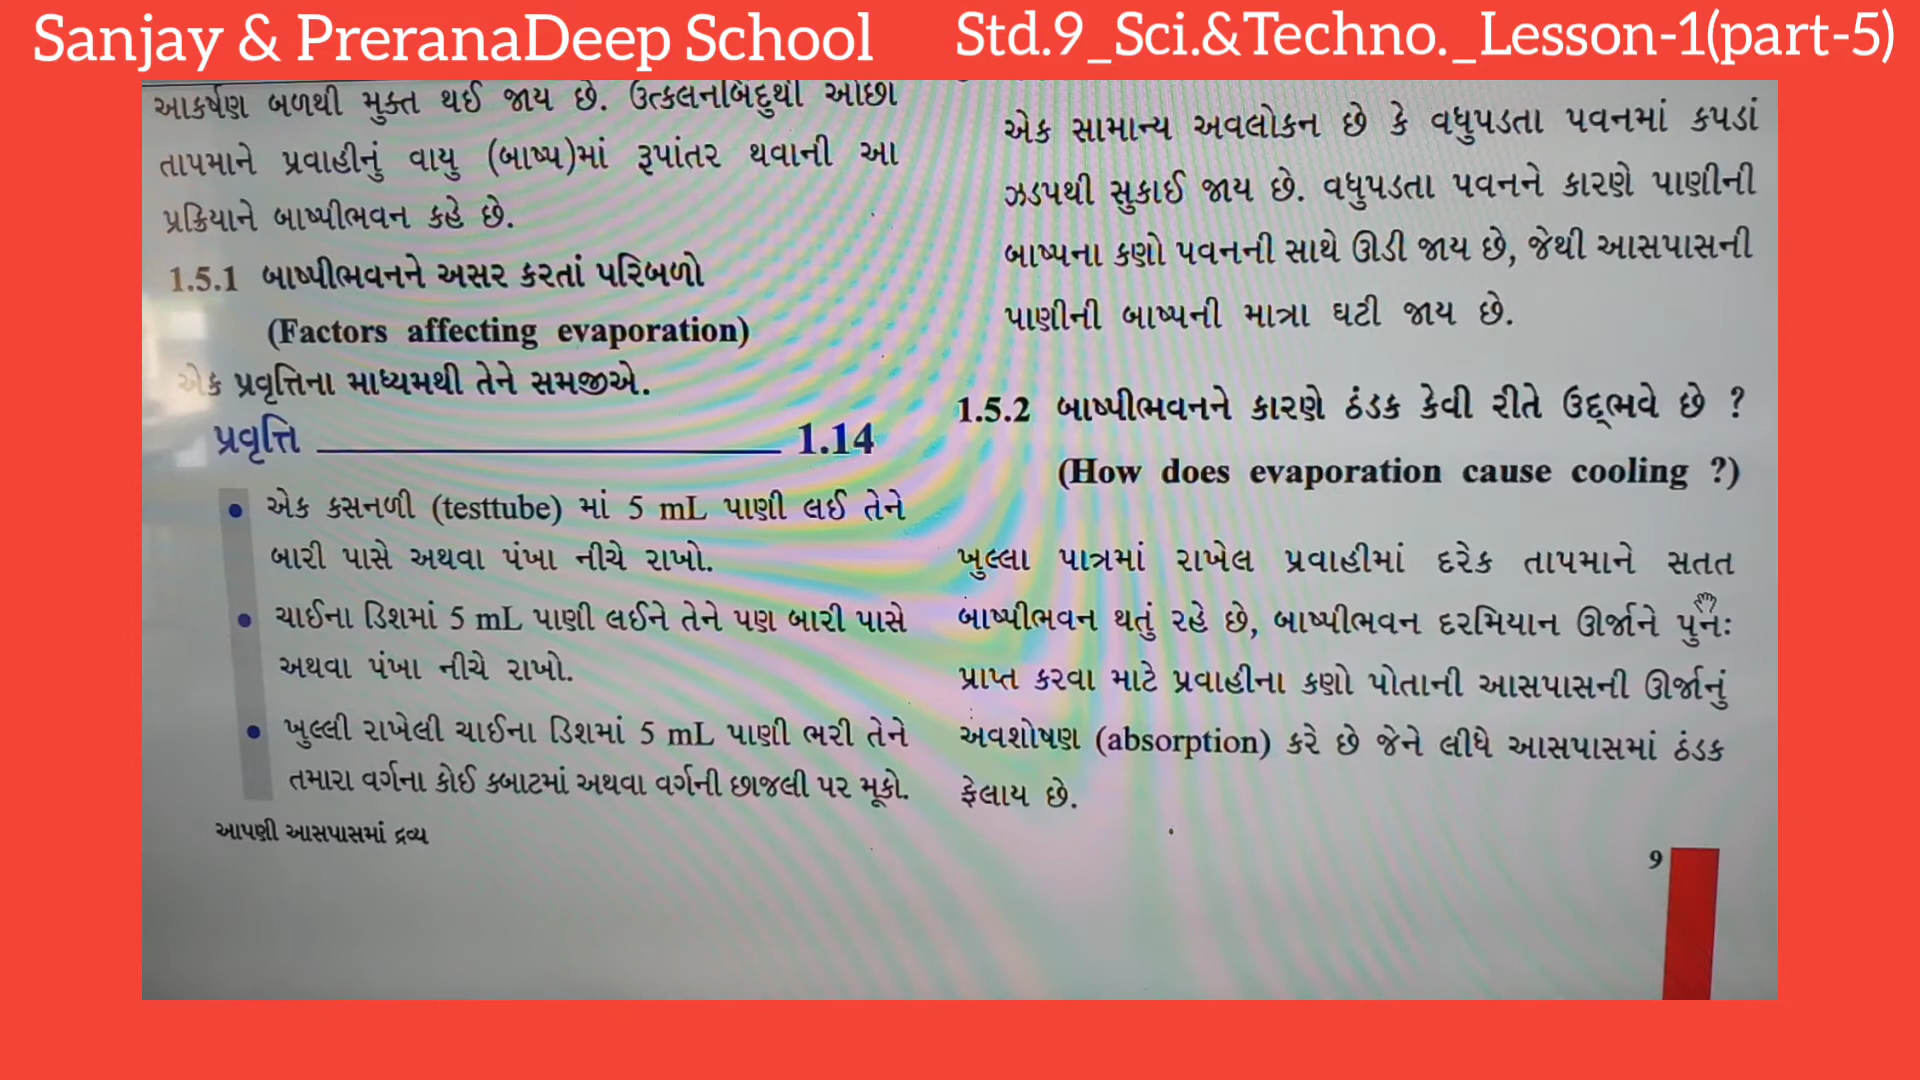 Sanjay & PreranaDeep School
Std.9_Sci.&Techno._Lesson-1(part-5)
આકર્ષણ બળથી મુક્ત થઈ જાય છે. ઉત્કલનબિંદુથી ઓછા
તાપમાને પ્રવાહીનું વાયુ (બાષ્પ)માં રૂપાંતર થવાની આ
પ્રક્રિયાને બાષ્પીભવન કહે છે.
1.5.1 બાષ્પીભવનને અસર કરતાં પરિબળો
(Factors affecting evaporation)
એક પ્રવૃત્તિના માધ્યમથી તેને સમજીએ.
પ્રવૃત્તિ 1.14
• એક કસનળી (testtube) માં 5 mL પાણી લઈ તેને
બારી પાસે અથવા પંખા નીચે રાખો.
• ચાઈના ડિશમાં 5 mL પાણી લઈને તેને પણ બારી પાસે
અથવા પંખા નીચે રાખો.
• ખુલ્લી રાખેલી ચાઈના ડિશમાં 5 mL પાણી ભરી તેને
તમારા વર્ગના કોઈ કબાટમાં અથવા વર્ગની છાજલી પર મૂકો.
આપણી આસપાસમાં દ્રવ્ય
એક સામાન્ય અવલોકન છે કે વધુપડતા પવનમાં કપડાં
ઝડપથી સુકાઈ જાય છે. વધુપડતા પવનને કારણે પાણીની
બાષ્પના કણો પવનની સાથે ઊડી જાય છે, જેથી આસપાસની
પાણીની બાષ્પની માત્રા ઘટી જાય છે.
1.5.2 બાષ્પીભવનને કારણે ઠંડક કેવી રીતે ઉદ્દભવે છે ?
(How does evaporation cause cooling ?)
ખુલ્લા પાત્રમાં રાખેલ પ્રવાહીમાં દરેક તાપમાને સતત
બાષ્પીભવન થતું રહે છે, બાષ્પીભવન દરમિયાન ઊર્જાને પુનઃ
પ્રાપ્ત કરવા માટે પ્રવાહીના કણો પોતાની આસપાસની ઊર્જાનું
અવશોષણ (absorption) કરે છે જેને લીધે આસપાસમાં ઠંડક
ફેલાય છે.
9